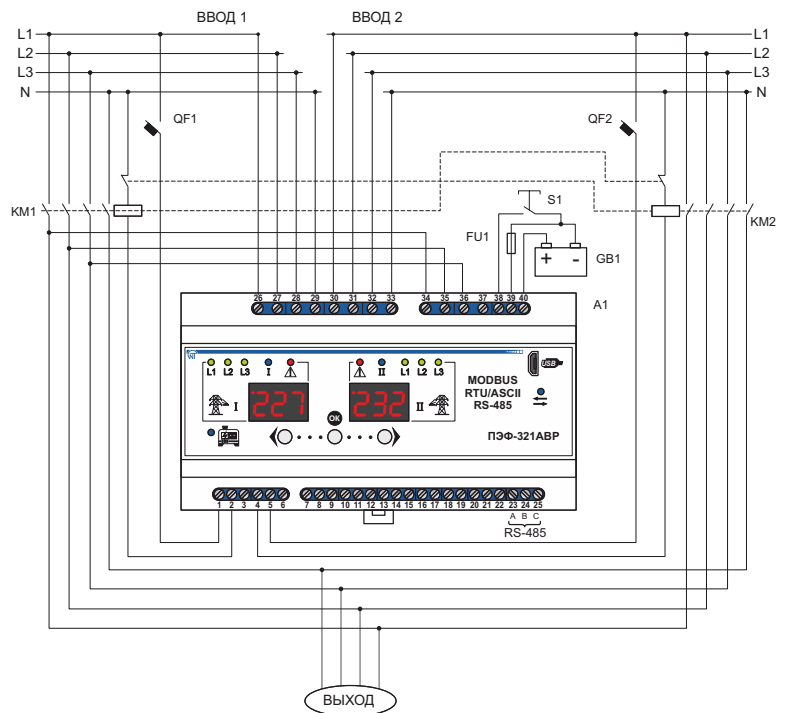 ВВОД 1 ВВОД 2
L1 L1
L2 L2
L3 L3
N N
QF1 QF2
S1
KM1 KM2
FU1
+ -
GB1
A1
26 27 28 29 30 31 32 33 34 35 36 37 38 39 40
USB
L1 L2 L3 I II L1 L2 L3
MODBUS
RTU/ASCII
RS-485
I 227 232 II
OK
ПЭФ-321АВР
1 2 3 4 5 6 7 8 9 10 11 12 13 14 15 16 17 18 19 20 21 22 23 24 25
A B C
RS-485
ВЫХОД